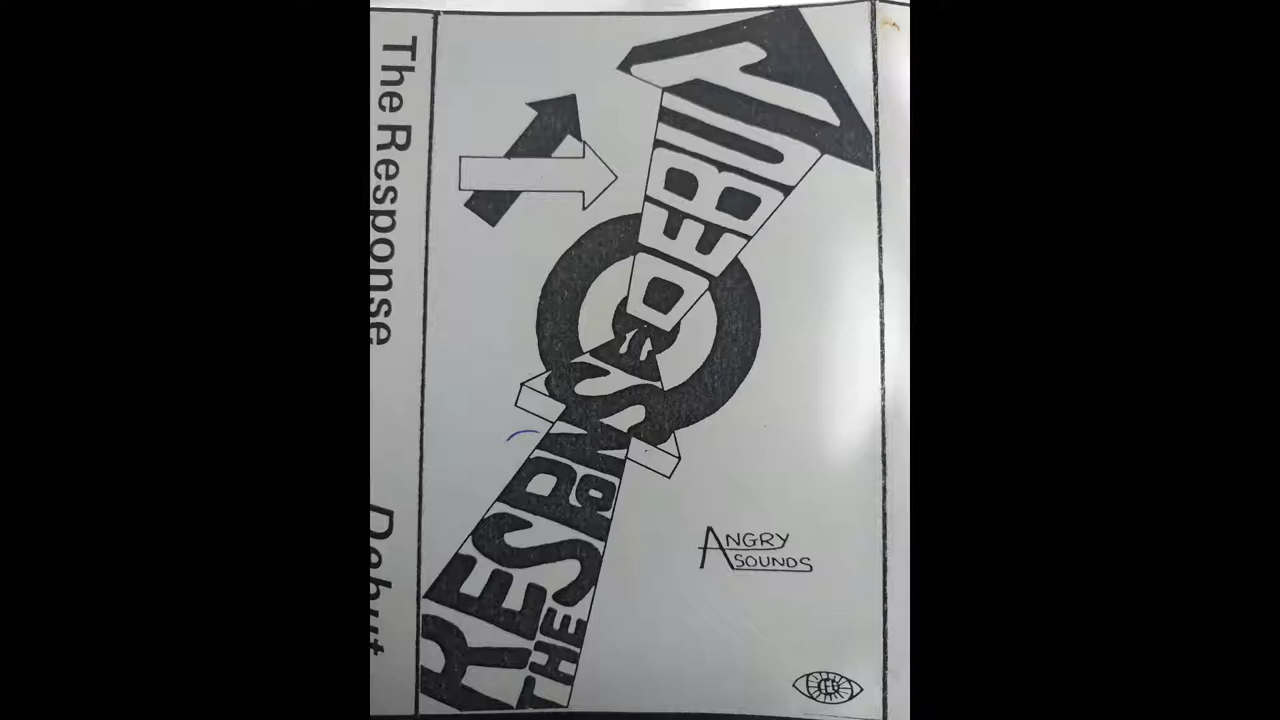 The Response
Debut
THE
RESPONSE
DEBUT
ANGRY
SOUNDS